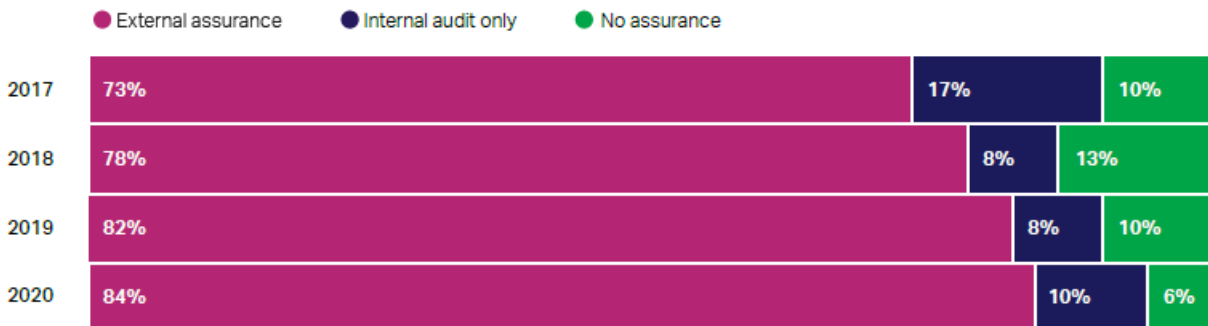 External assurance Internal audit only No assurance
2017 73% 17% 10%
2018 78% 8% 13%
2019 82% 8% 10%
2020 84% 10% 6%